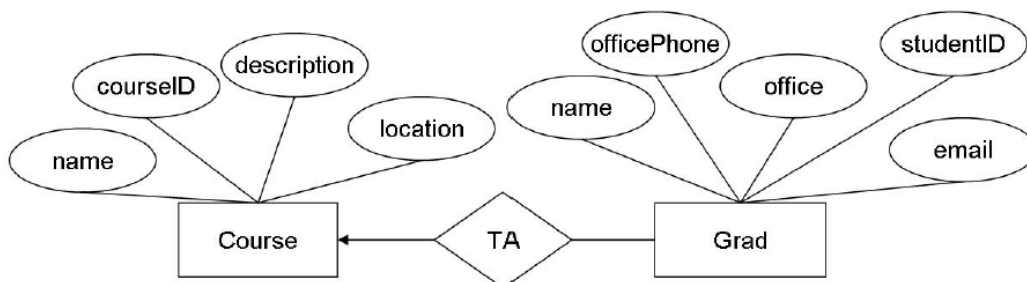 officePhone
studentID
description
courseID
office
name
location
name
email
Course
TA
Grad